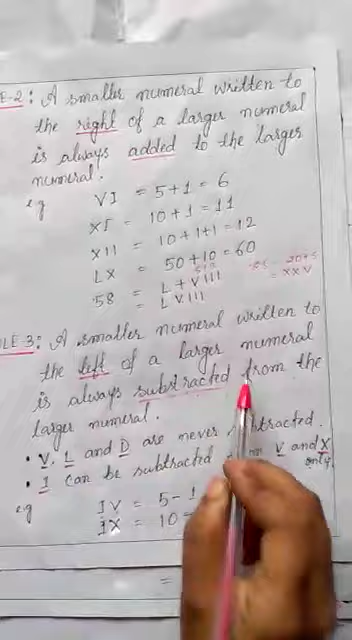 E-2: A smaller numeral written to
the right of a larger numeral
is always added to the larger
numeral.
eg VI = 5+1 = 6
XI = 10+1 = 11
XII = 10+1+1 = 12
LX = 50+10 = 60
58 = L + VIII
= LVIII
= XXV
LE-3: A smaller numeral written to
the left of a larger numeral
is always substracted from the
larger numeral.
• V, L and D are never
• I can be subtracted V and X
only.
eg IV = 5-1
IX = 10
=